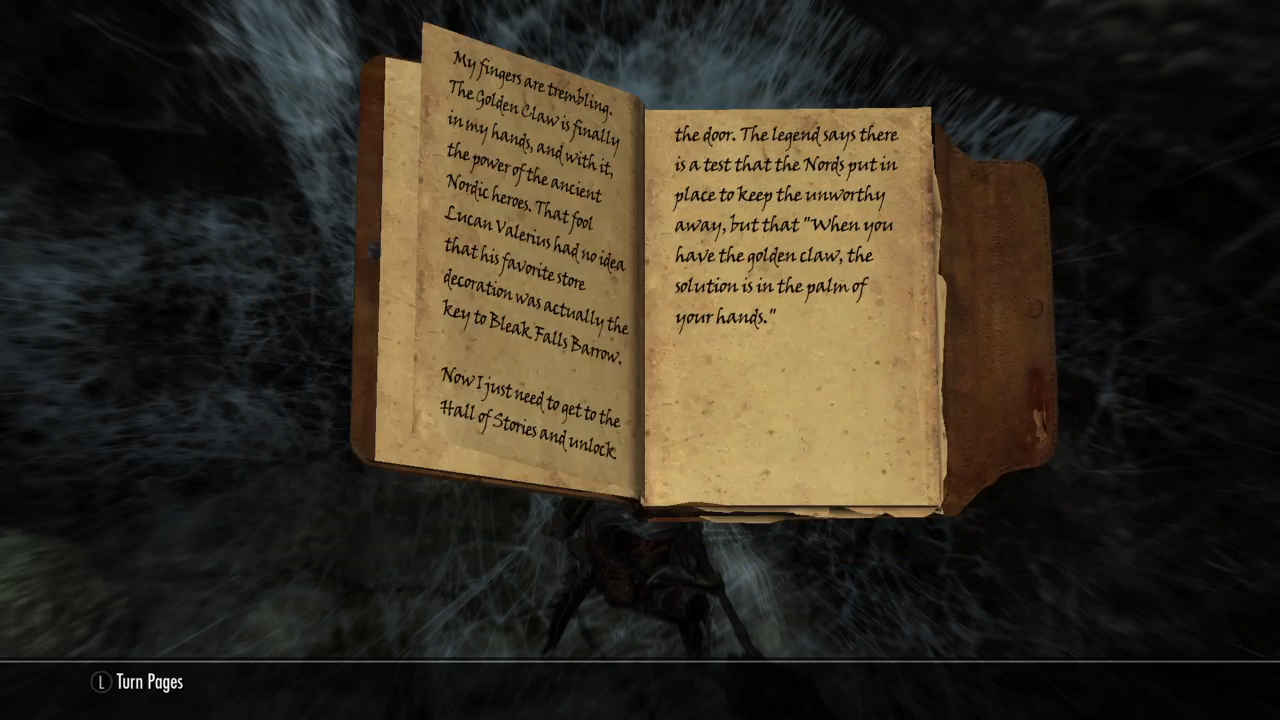 My fingers are trembling.
The Golden Claw is finally
in my hands, and with it,
the power of the ancient
Nordic heroes. That fool
Lucan Valerius had no idea
that his favorite store
decoration was actually the
key to Bleak Falls Barrow.
Now I just need to get to the
Hall of Stories and unlock
the door. The legend says there
is a test that the Nords put in
place to keep the unworthy
away, but that "When you
have the golden claw, the
solution is in the palm of
your hands."
L Turn Pages